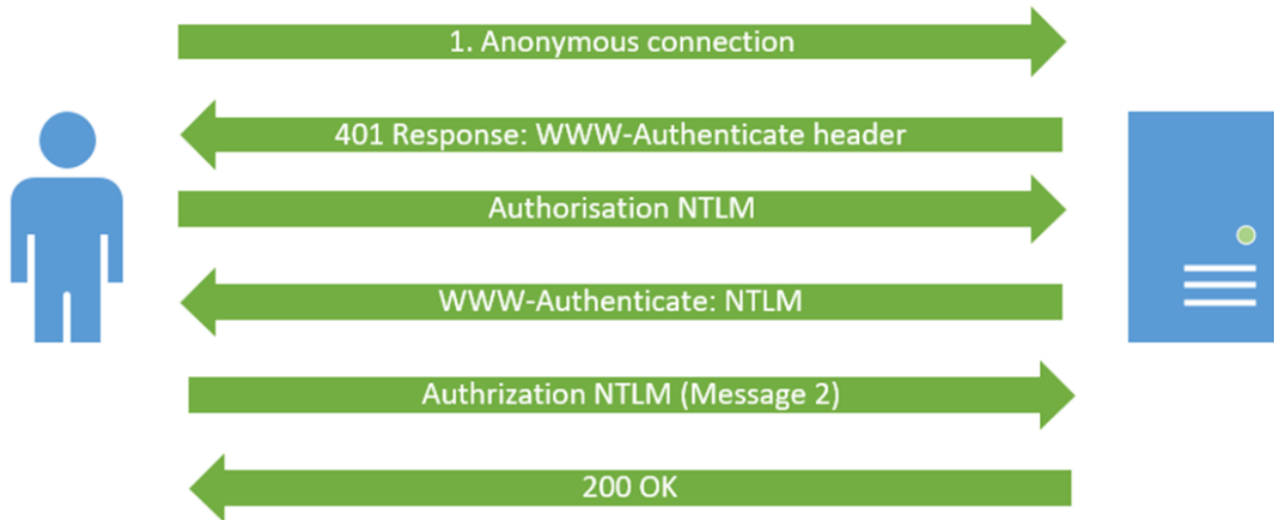 1. Anonymous connection
401 Response: WWW-Authenticate header
Authorisation NTLM
WWW-Authenticate: NTLM
Authrization NTLM (Message 2)
200 OK